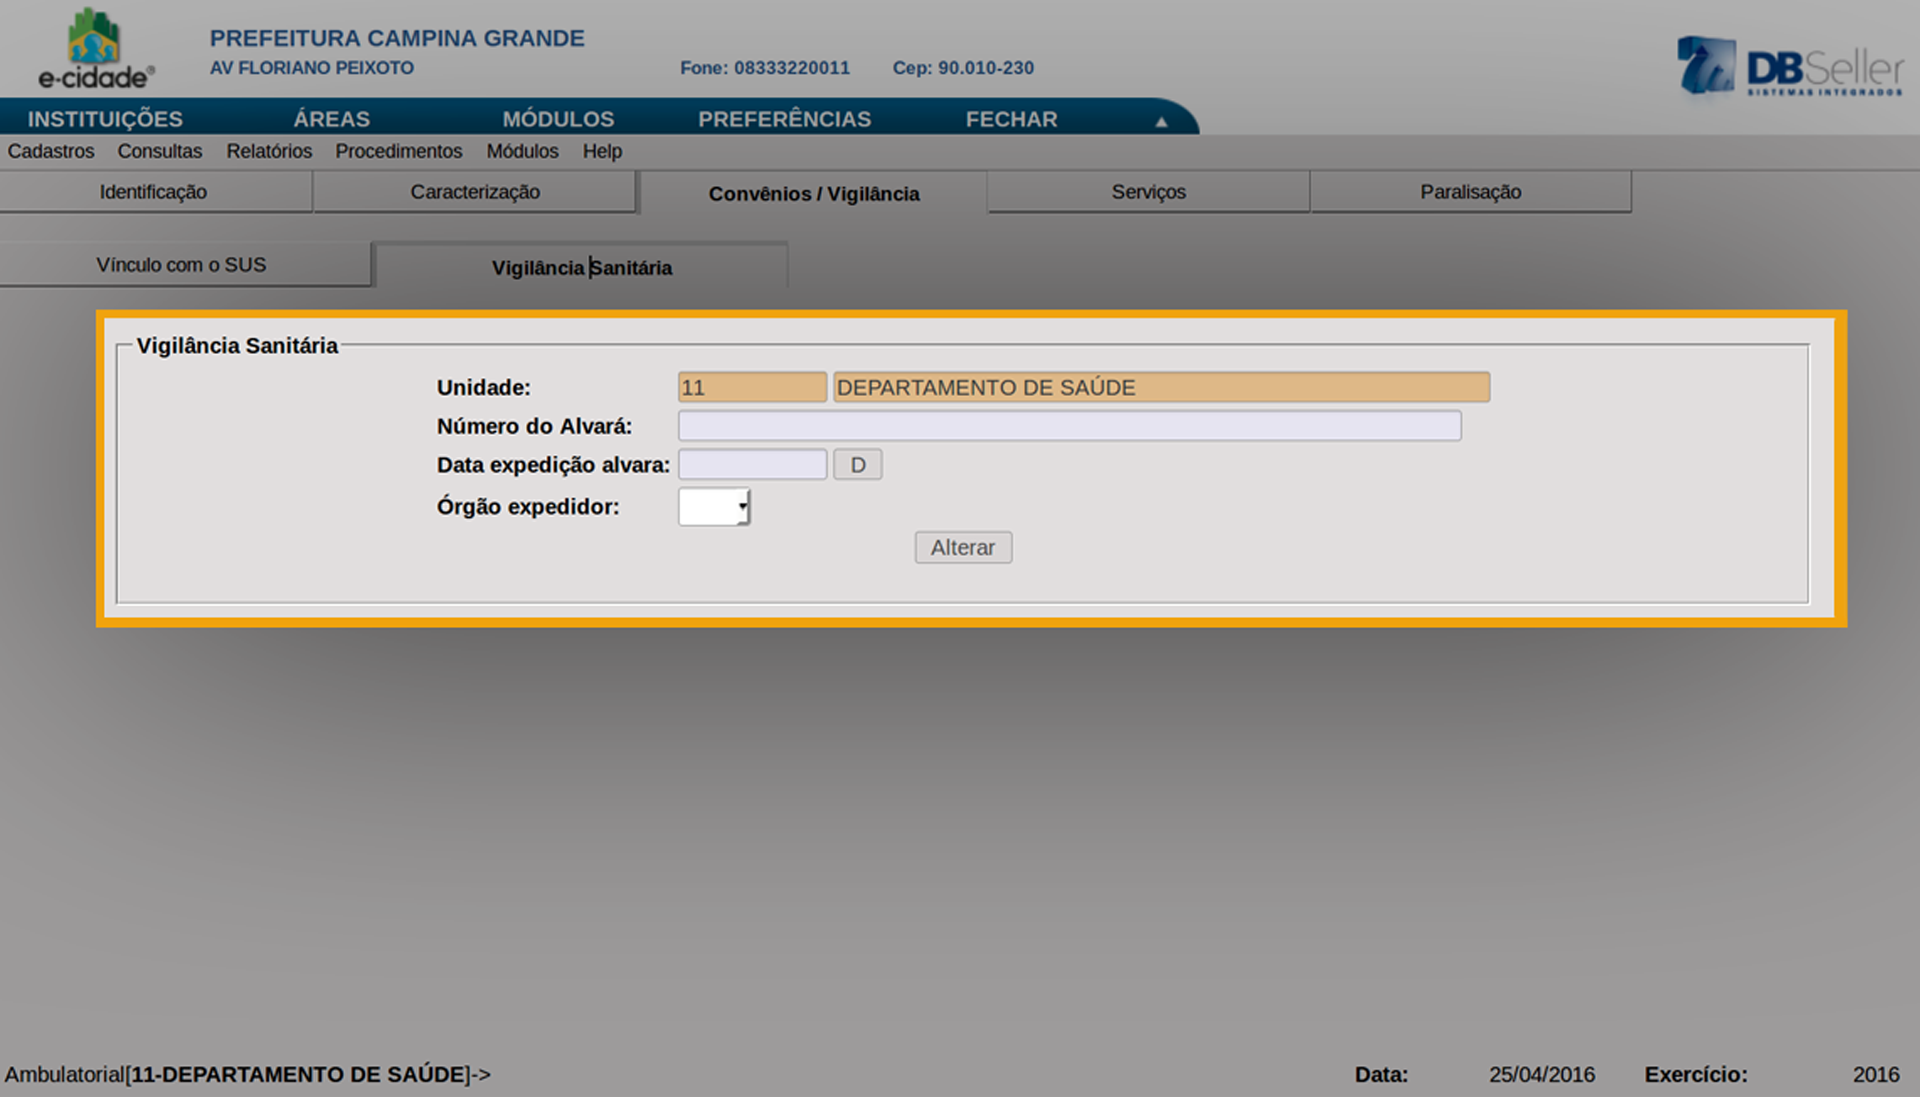 e-cidade®
PREFEITURA CAMPINA GRANDE
AV FLORIANO PEIXOTO Fone: 08333220011 Cep: 90.010-230
DBSeller
SISTEMAS INTEGRADOS
INSTITUIÇÕES ÁREAS MÓDULOS PREFERÊNCIAS FECHAR ▲
Cadastros Consultas Relatórios Procedimentos Módulos Help
Identificação Caracterização Convênios / Vigilância Serviços Paralisação
Vínculo com o SUS Vigilância Sanitária
Vigilância Sanitária
Unidade: 11 DEPARTAMENTO DE SAÚDE
Número do Alvará:
Data expedição alvara: D
Órgão expedidor:
Alterar
Ambulatorial[11-DEPARTAMENTO DE SAÚDE]-> Data: 25/04/2016 Exercício: 2016